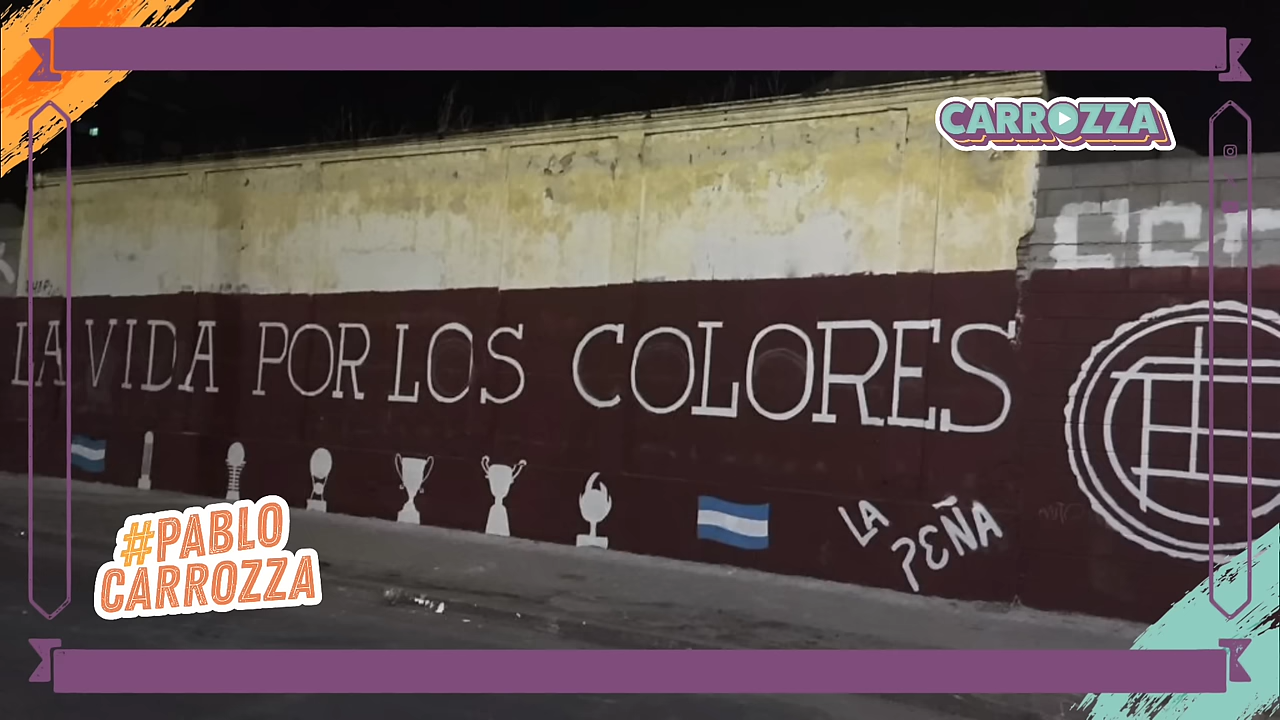 CARROZZA
LA VIDA POR LOS COLORES
LA
PEÑA
#PABLO
CARROZZA